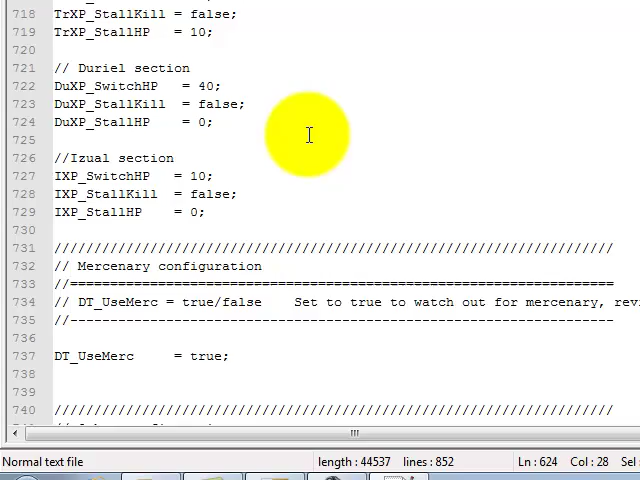 718 TrXP_StallKill = false;
719 TrXP_StallHP   = 10;
720
721 // Duriel section
722 DuXP_SwitchHP   = 40;
723 DuXP_StallKill = false;
724 DuXP_StallHP    = 0;
725
726 //Izual section
727 IXP_SwitchHP    = 10;
728 IXP_StallKill  = false;
729 IXP_StallHP     = 0;
730
731 //////////////////////////////////////////////////////////////////////
732 // Mercenary configuration
733 //====================================================================
734 // DT_UseMerc = true/false    Set to true to watch out for mercenary, revi
735 //--------------------------------------------------------------------
736
737 DT_UseMerc     = true;
738
739
740 //////////////////////////////////////////////////////////////////////
Normal text file length : 44537 lines : 852 Ln : 624 Col : 28 Sel :